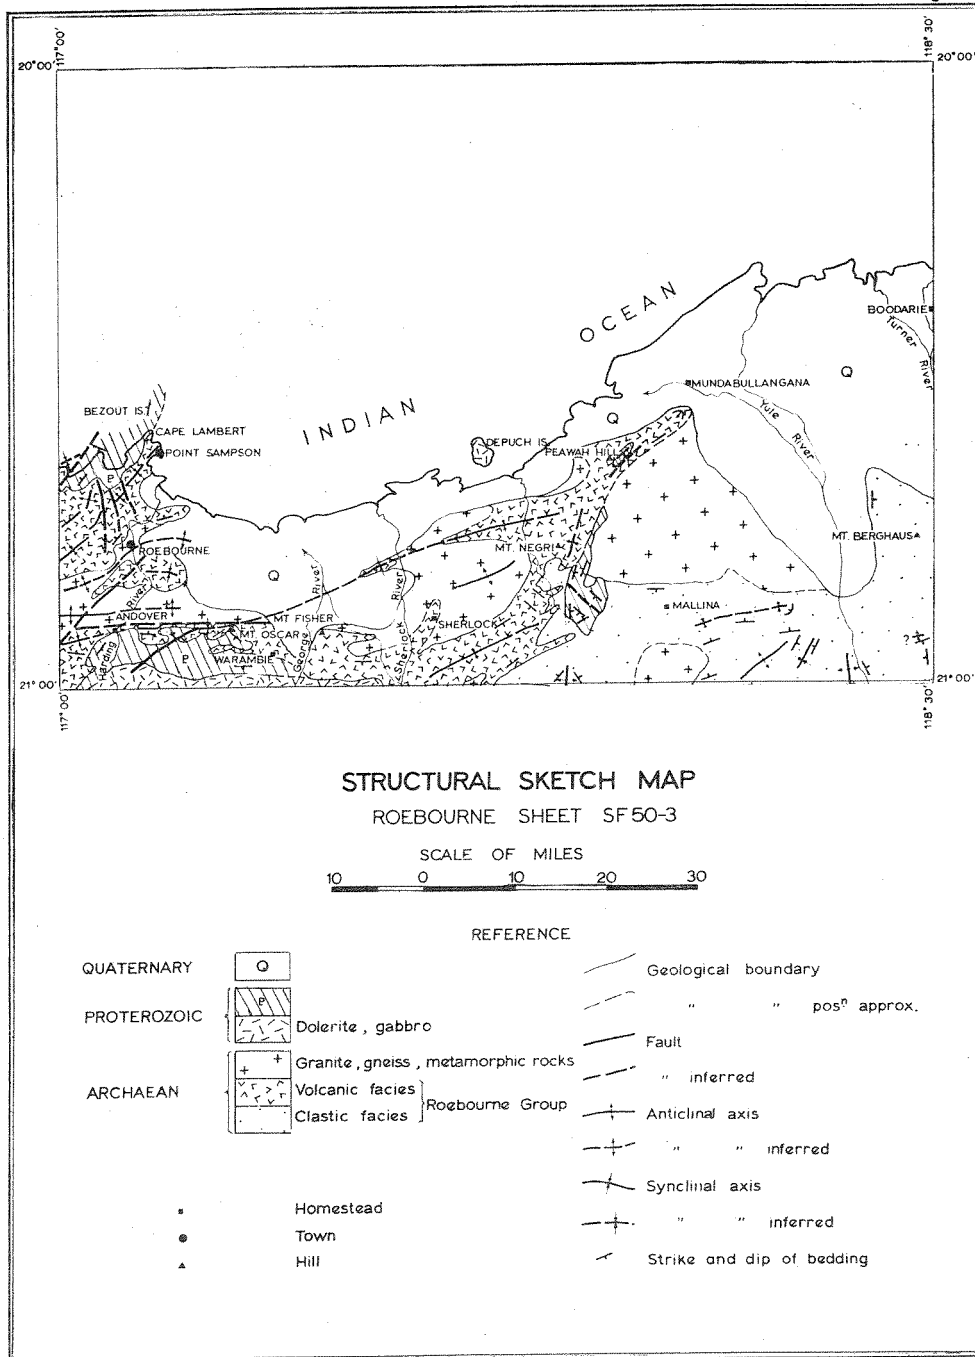 117°00'
118°30'
20°00'
20°00'
BOODARIE
Turner River
OCEAN
Q
MUNDABULLANGANA
Yule River
INDIAN
BEZOUT IS.
CAPE LAMBERT
POINT SAMPSON
P
Q
DEPUCH IS.
PEAWAH HILL
ROEBOURNE
MT. NEGRI
MT. BERGHAUS
Q
River
River
River
MALLINA
ANDOVER
MT FISHER
SHERLOCK
MT. OSCAR
WARAMBIE
Harding
P
George
Sherlock
?
21°00'
21°00'
117°00'
118°30'
STRUCTURAL SKETCH MAP
ROEBOURNE SHEET SF 50-3
SCALE OF MILES
10 0 10 20 30
REFERENCE
QUATERNARY Q
PROTEROZOIC P
Dolerite, gabbro
ARCHAEAN
Granite, gneiss, metamorphic rocks
Volcanic facies
Clastic facies
Roebourne Group
Homestead
Town
Hill
Geological boundary
" " posⁿ approx.
Fault
" inferred
Anticlinal axis
" " inferred
Synclinal axis
" " inferred
Strike and dip of bedding